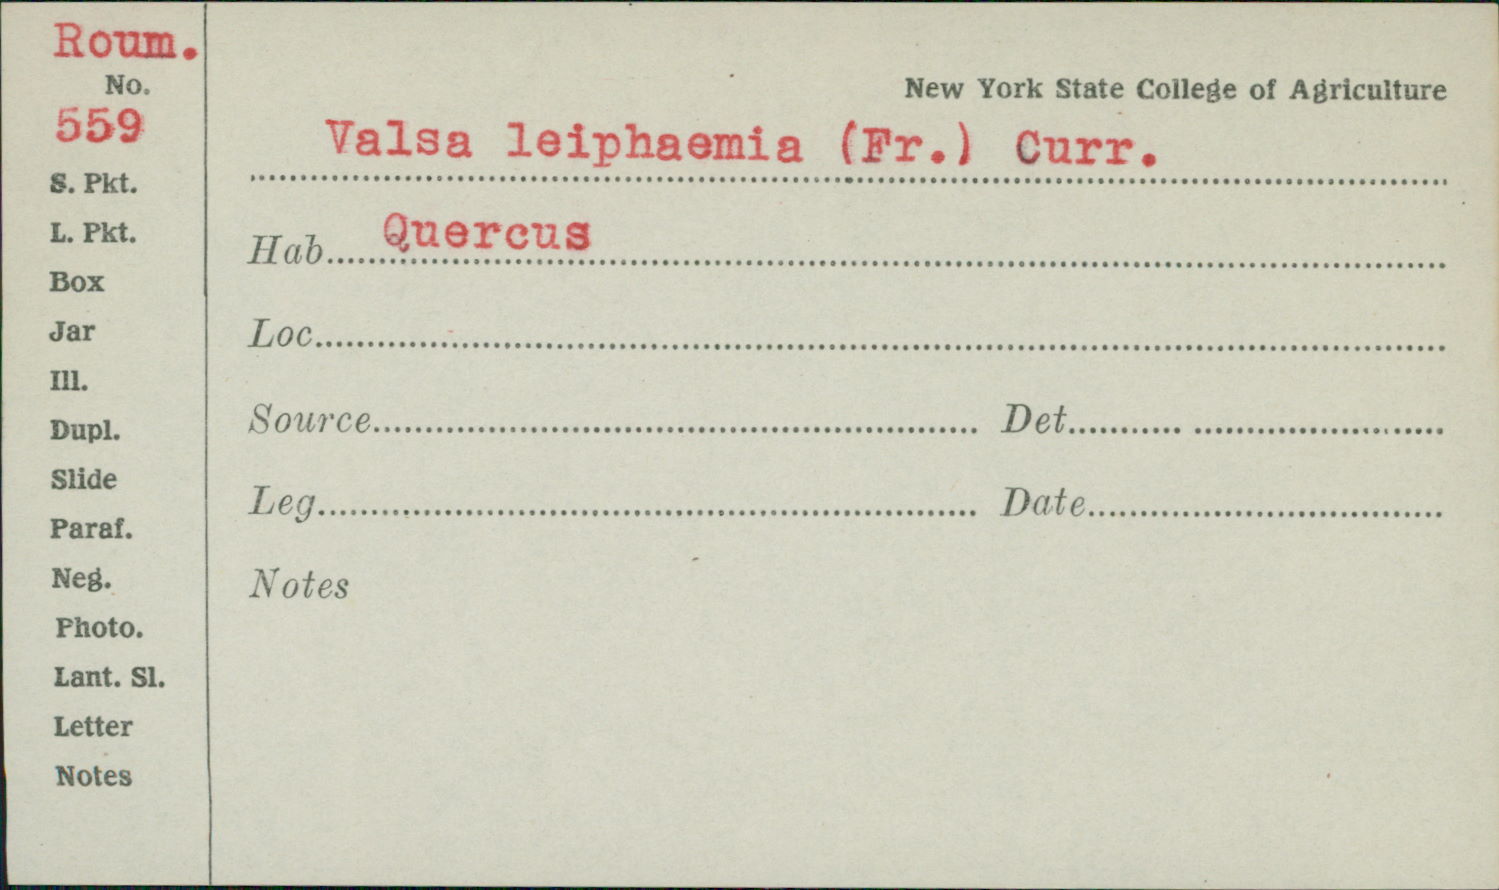 Roum.
No.
559
S. Pkt.
L. Pkt.
Box
Jar
Ill.
Dupl.
Slide
Paraf.
Neg.
Photo.
Lant. Sl.
Letter
Notes
New York State College of Agriculture
Valsa leiphaemia (Fr.) Curr.
Hab Quercus
Loc
Source Det
Leg Date
Notes